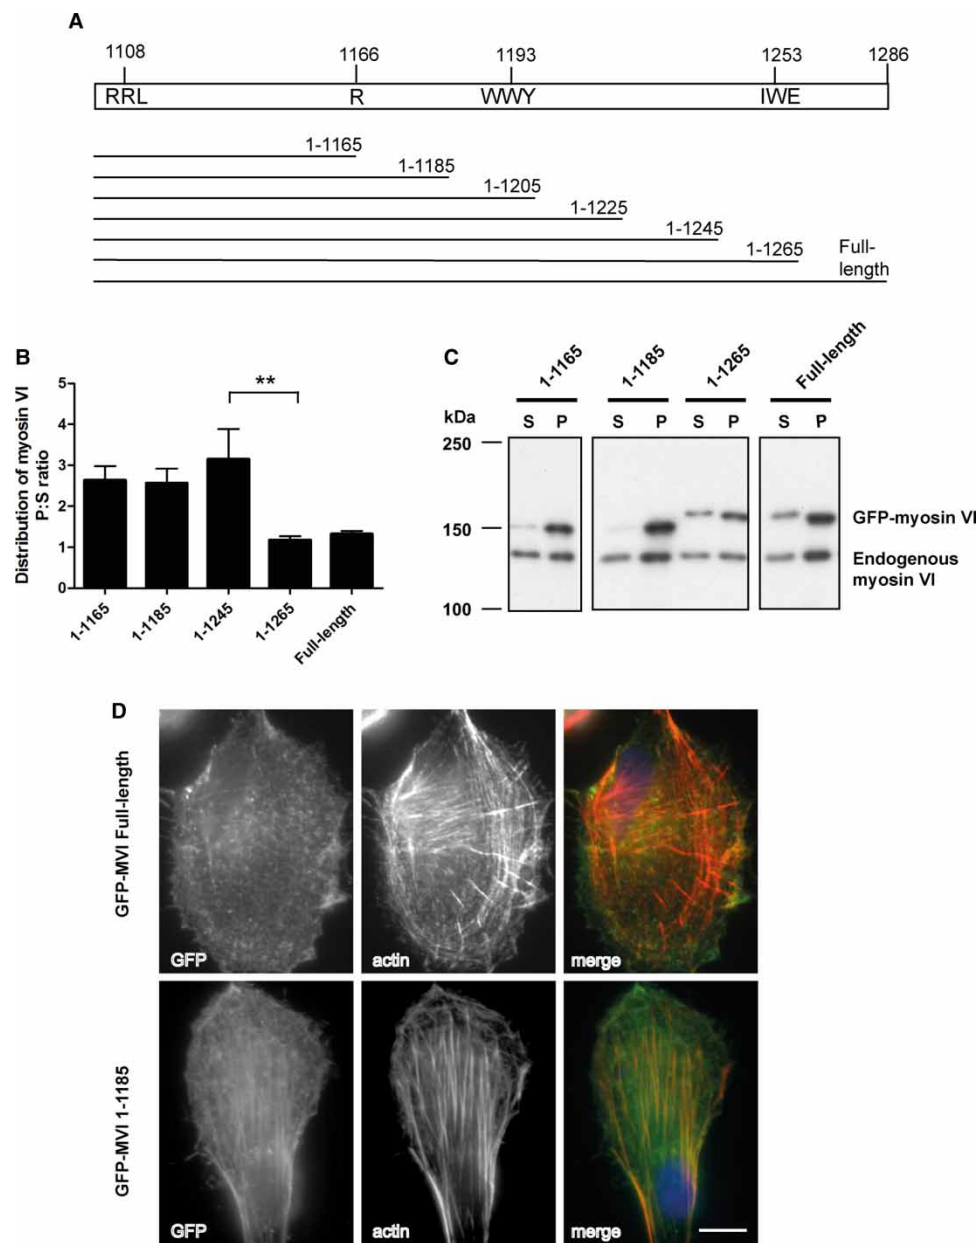 A
1108 1166 1193 1253 1286
RRL R WWY IWE
1-1165
1-1185
1-1205
1-1225
1-1245
1-1265
Full-
length
B
Distribution of myosin VI
P:S ratio
5
4
3
2
1
0
**
1-1165
1-1185
1-1245
1-1265
Full-length
C
1-1165 1-1185 1-1265 Full-length
kDa S P S P S P S P
250
150
100
GFP-myosin VI
Endogenous
myosin VI
D
GFP-MVI Full-length
GFP actin merge
GFP-MVI 1-1185
GFP actin merge